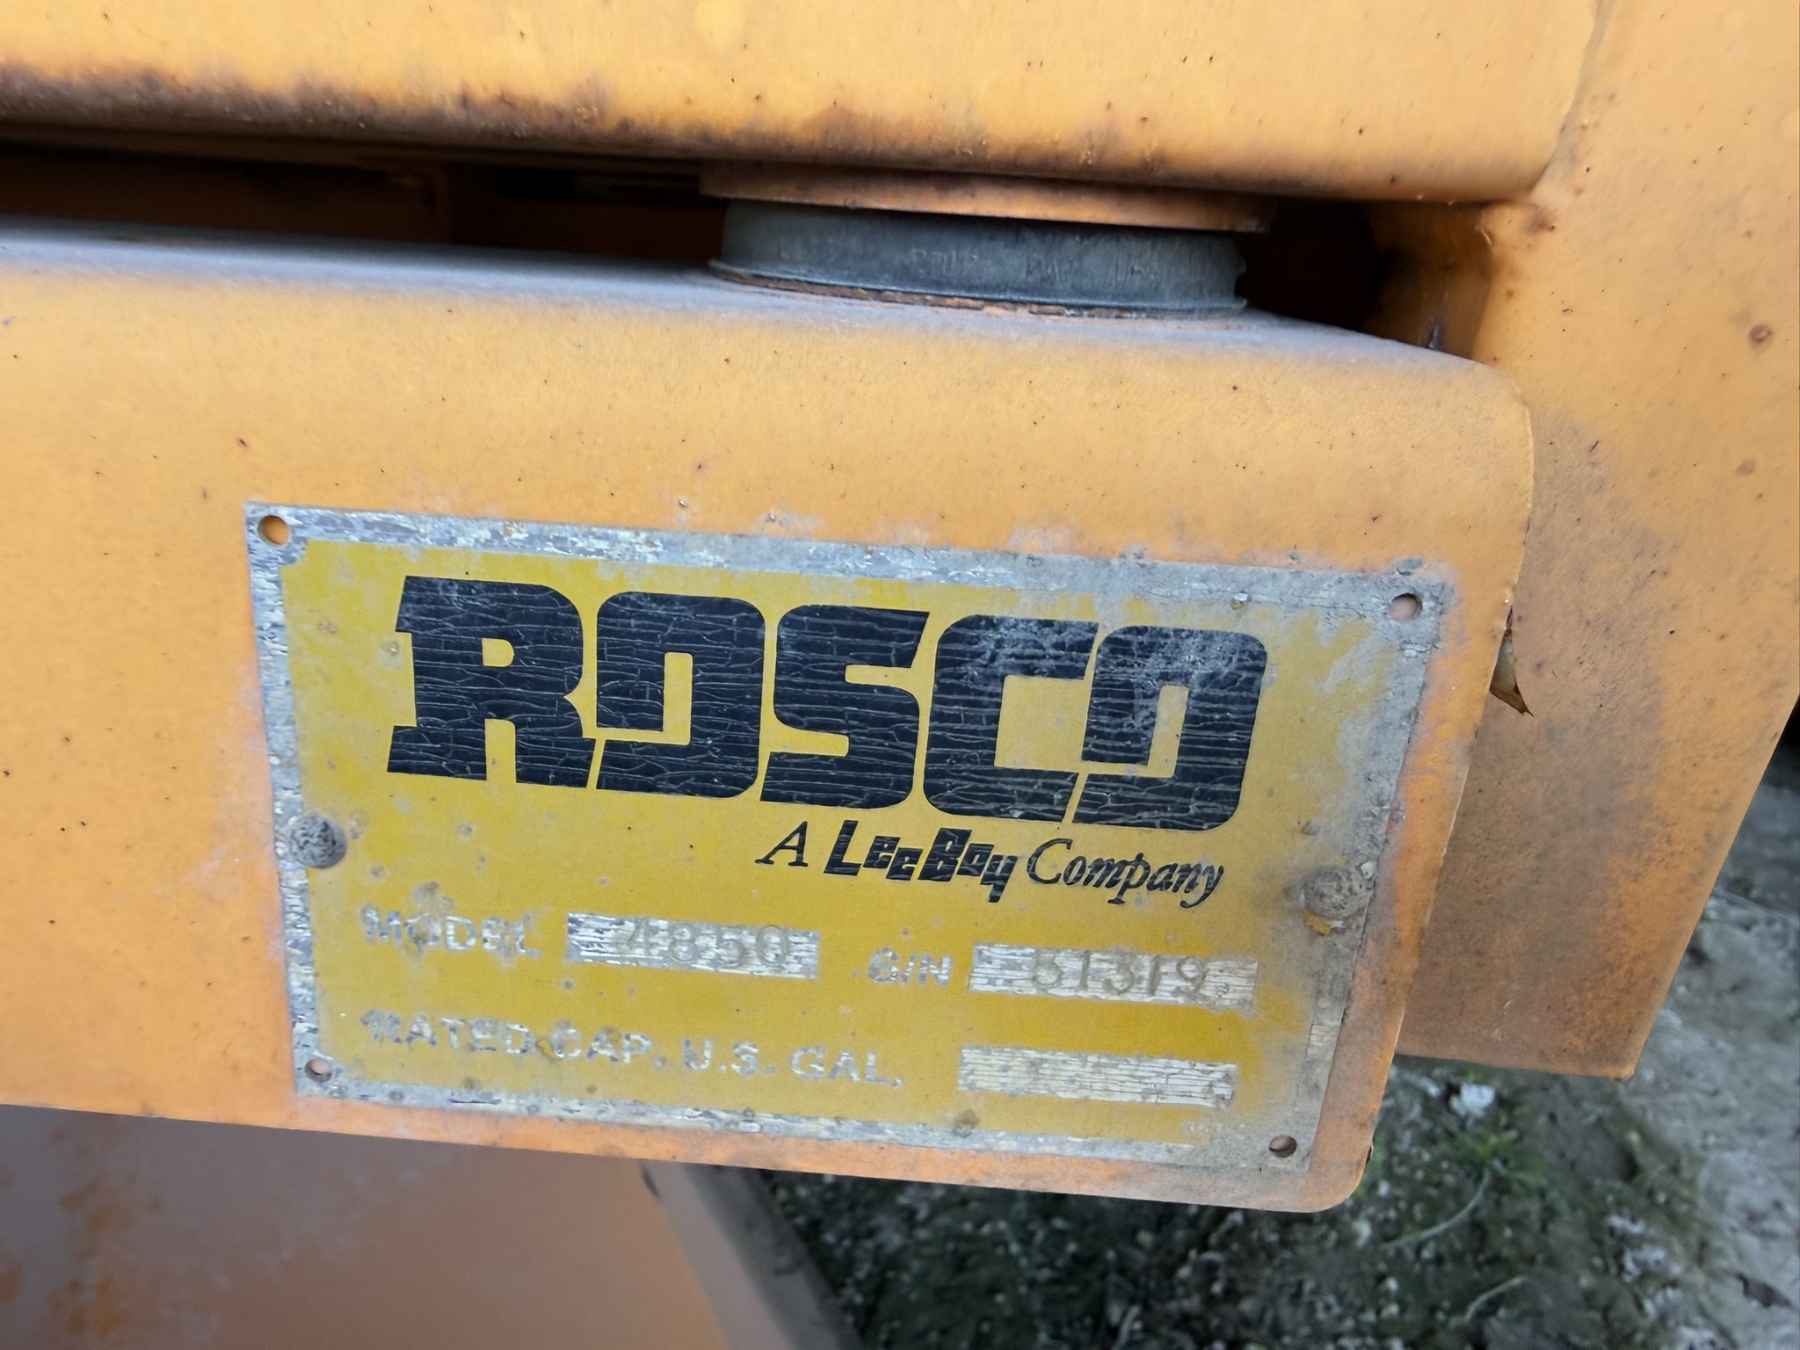 ROSCO
A LeeBoy Company
MODEL 4850 S/N 51319
RATED CAP. U.S. GAL.